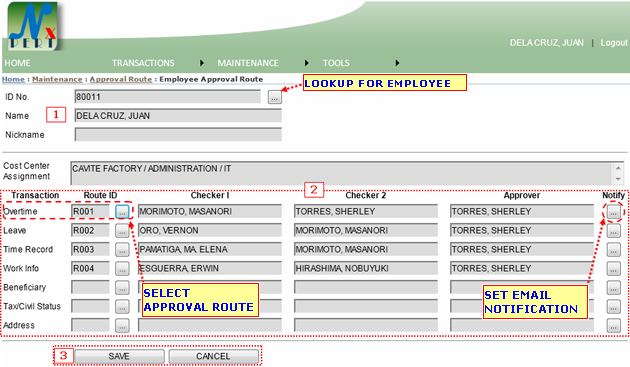 Nx
PERT
DELA CRUZ, JUAN | Logout
HOME TRANSACTIONS MAINTENANCE TOOLS
Home : Maintenance : Approval Route : Employee Approval Route
LOOKUP FOR EMPLOYEE
ID No. 80011 ...
1
Name DELA CRUZ, JUAN
Nickname
Cost Center Assignment CAVITE FACTORY / ADMINISTRATION / IT
2
Transaction Route ID Checker I Checker 2 Approver Notify
Overtime R001 ... MORIMOTO, MASANORI TORRES, SHERLEY TORRES, SHERLEY ...
Leave R002 ... ORO, VERNON MORIMOTO, MASANORI TORRES, SHERLEY ...
Time Record R003 ... PAMATIGA, MA. ELENA MORIMOTO, MASANORI TORRES, SHERLEY ...
Work Info R004 ... ESGUERRA, ERWIN HIRASHIMA, NOBUYUKI TORRES, SHERLEY ...
Beneficiary ... ...
Tax/Civil Status ... ...
Address ... ...
SELECT
APPROVAL ROUTE
SET EMAIL
NOTIFICATION
3 SAVE CANCEL